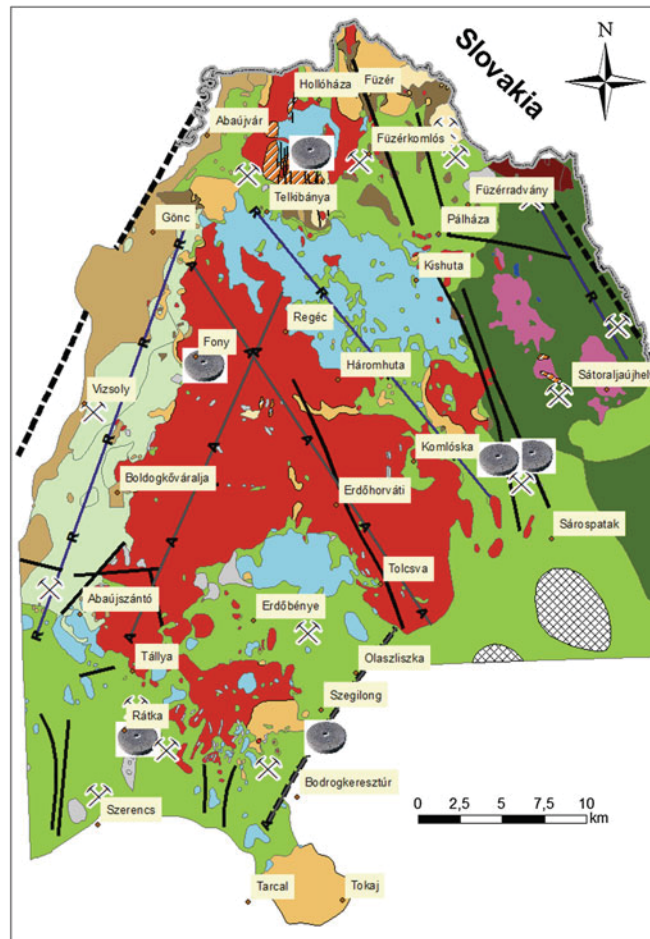 Slovakia
N
Hollóháza
Füzér
Abaújvár
Füzérkomlós
Füzérradvány
Telkibánya
Pálháza
Gönc
R
R
A
Kishuta
Regéc
R
Fony
A
R
R
Háromhuta
Sátoraljaújhely
Vizsoly
R
R
A
A
Komlóska
Boldogkőváralja
Erdőhorváti
R
A
A
Sárospatak
Tolcsva
R
Abaújszántó
Erdőbénye
R
A
A
Tállya
Olaszliszka
Szegilong
Rátka
Bodrogkeresztúr
0 2,5 5 7,5 10
km
Szerencs
A
Tarcal
Tokaj